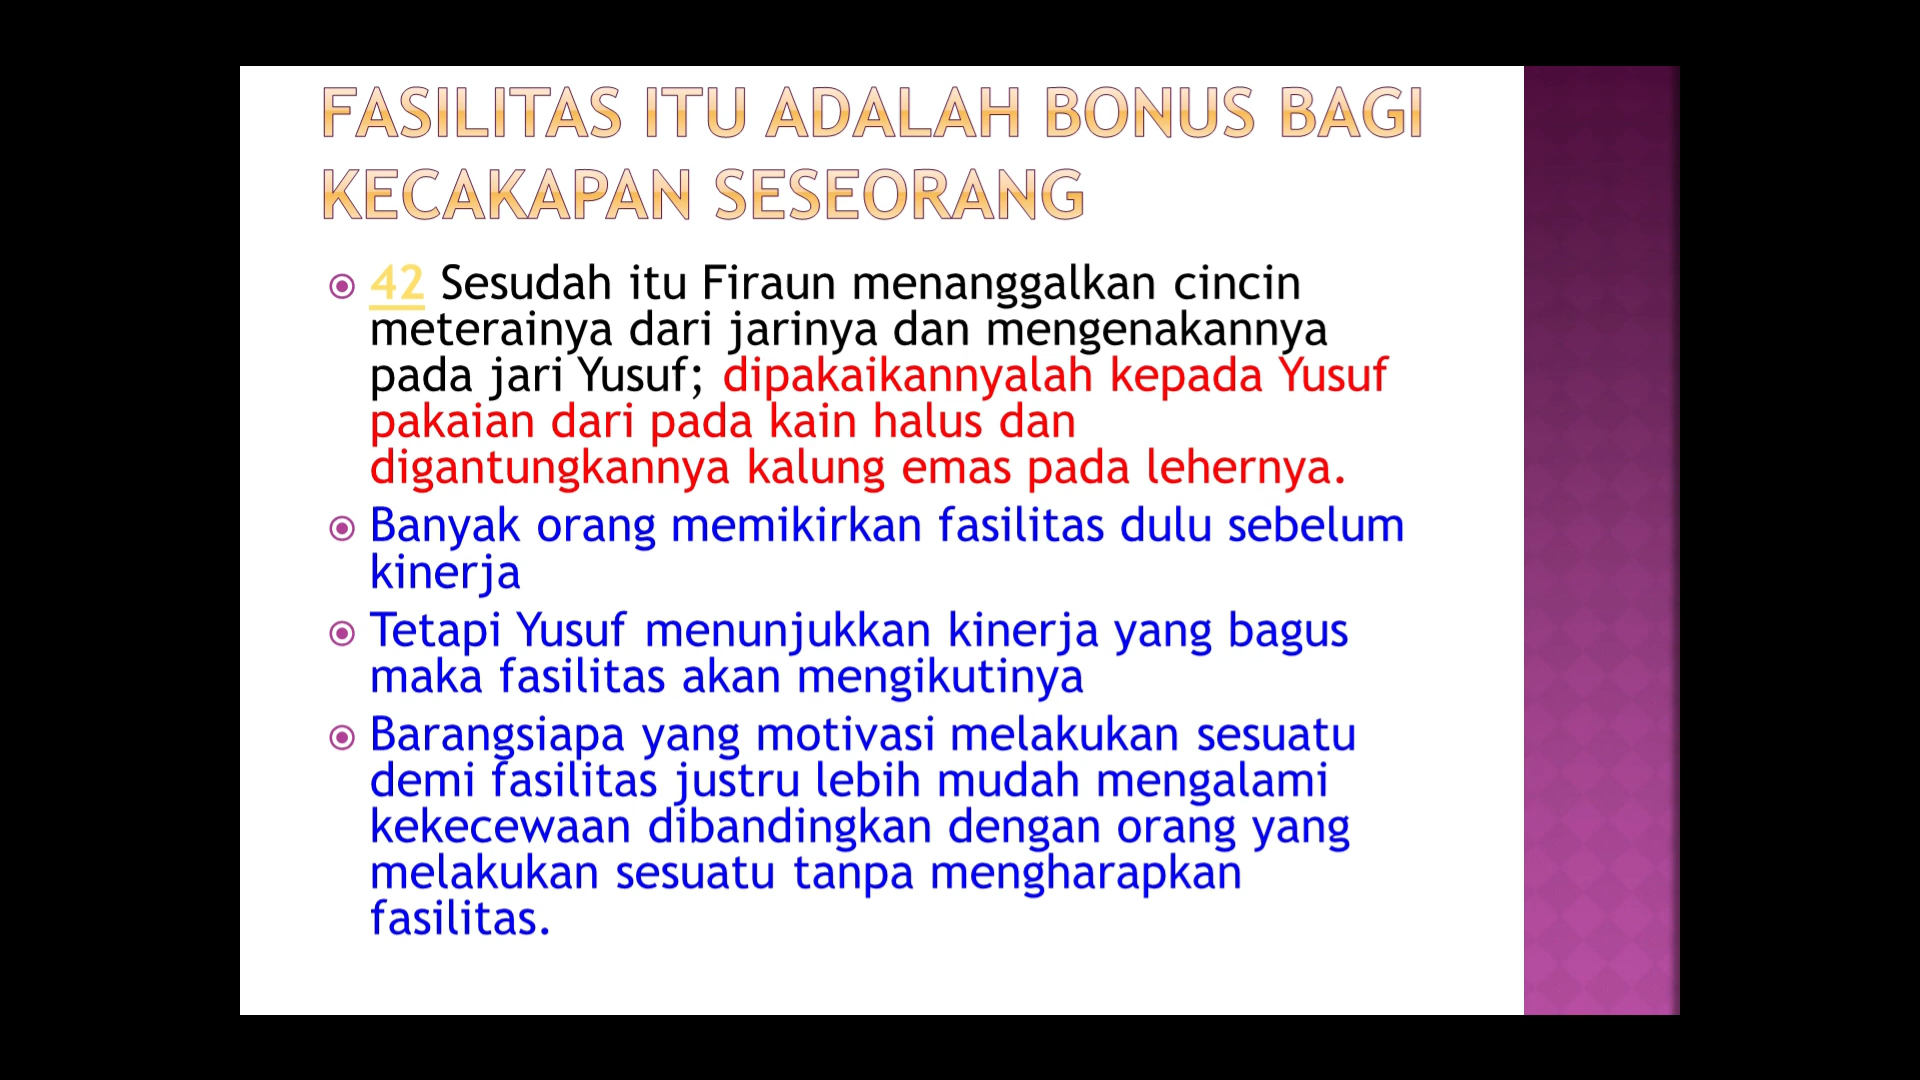 FASILITAS ITU ADALAH BONUS BAGI
KECAKAPAN SESEORANG
42 Sesudah itu Firaun menanggalkan cincin
meterainya dari jarinya dan mengenakannya
pada jari Yusuf; dipakaikannyalah kepada Yusuf
pakaian dari pada kain halus dan
digantungkannya kalung emas pada lehernya.
Banyak orang memikirkan fasilitas dulu sebelum
kinerja
Tetapi Yusuf menunjukkan kinerja yang bagus
maka fasilitas akan mengikutinya
Barangsiapa yang motivasi melakukan sesuatu
demi fasilitas justru lebih mudah mengalami
kekecewaan dibandingkan dengan orang yang
melakukan sesuatu tanpa mengharapkan
fasilitas.